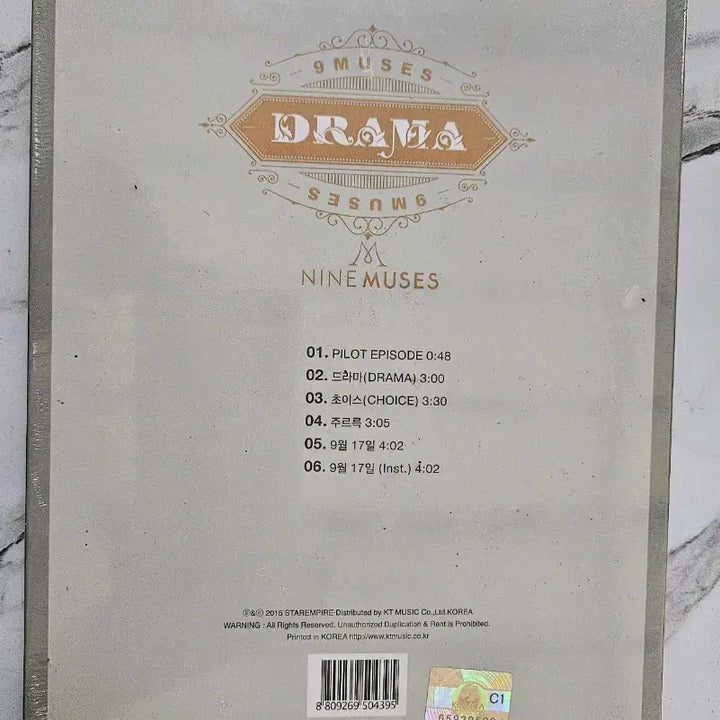 9MUSES
DRAMA
9MUSES
NINE MUSES
01. PILOT EPISODE 0:48
02. 드라마(DRAMA) 3:00
03. 초이스(CHOICE) 3:30
04. 주르륵 3:05
05. 9월 17일 4:02
06. 9월 17일 (Inst.) 4:02
℗&© 2015 STAREMPIRE Distributed by KT MUSIC Co.,Ltd.KOREA
WARNING : All Rights Reserved. Unauthorized Duplication & Rent is Prohibited.
Printed in KOREA http://www.ktmusic.co.kr
8 809269 504395
C1